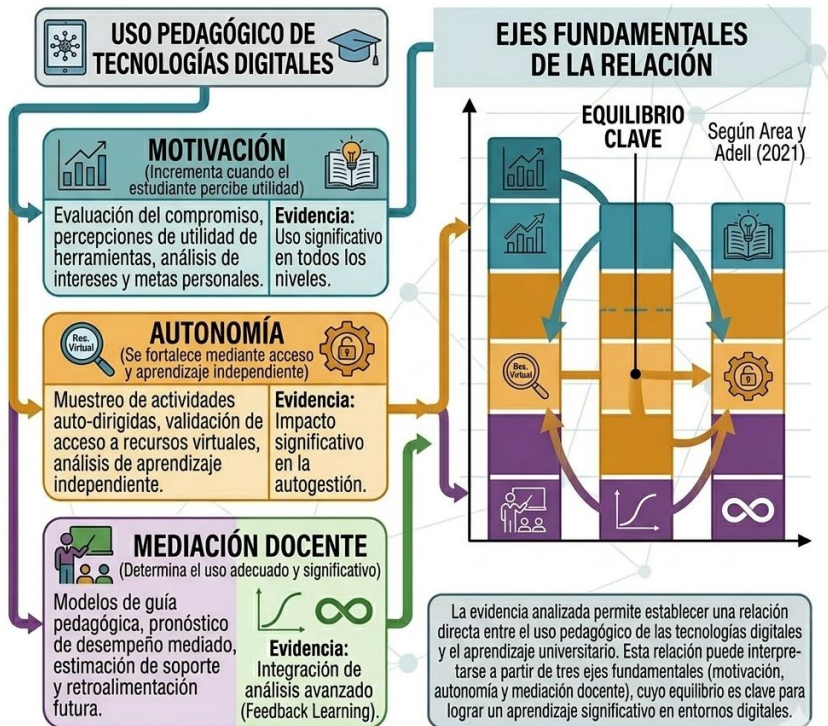 USO PEDAGÓGICO DE
TECNOLOGÍAS DIGITALES
MOTIVACIÓN
(Incrementa cuando el
estudiante percibe utilidad)
Evaluación del compromiso,
percepciones de utilidad de
herramientas, análisis de
intereses y metas personales.
Evidencia:
Uso significativo
en todos los
niveles.
Res.
Virtual
AUTONOMÍA
(Se fortalece mediante acceso
y aprendizaje independiente)
Muestreo de actividades
auto-dirigidas, validación de
acceso a recursos virtuales,
análisis de aprendizaje
independiente.
Evidencia:
Impacto
significativo
en la
autogestión.
MEDIACIÓN DOCENTE
(Determina el uso adecuado y significativo)
Modelos de guía
pedagógica, pronóstico
de desempeño mediado,
estimación de soporte
y retroalimentación
futura.
Evidencia:
Integración de
análisis avanzado
(Feedback Learning).
EJES FUNDAMENTALES
DE LA RELACIÓN
EQUILIBRIO
CLAVE
Según Area y
Adell (2021)
Bes.
Virtual
La evidencia analizada permite establecer una relación
directa entre el uso pedagógico de las tecnologías digitales
y el aprendizaje universitario. Esta relación puede interpre-
tarse a partir de tres ejes fundamentales (motivación,
autonomía y mediación docente), cuyo equilibrio es clave para
lograr un aprendizaje significativo en entornos digitales.